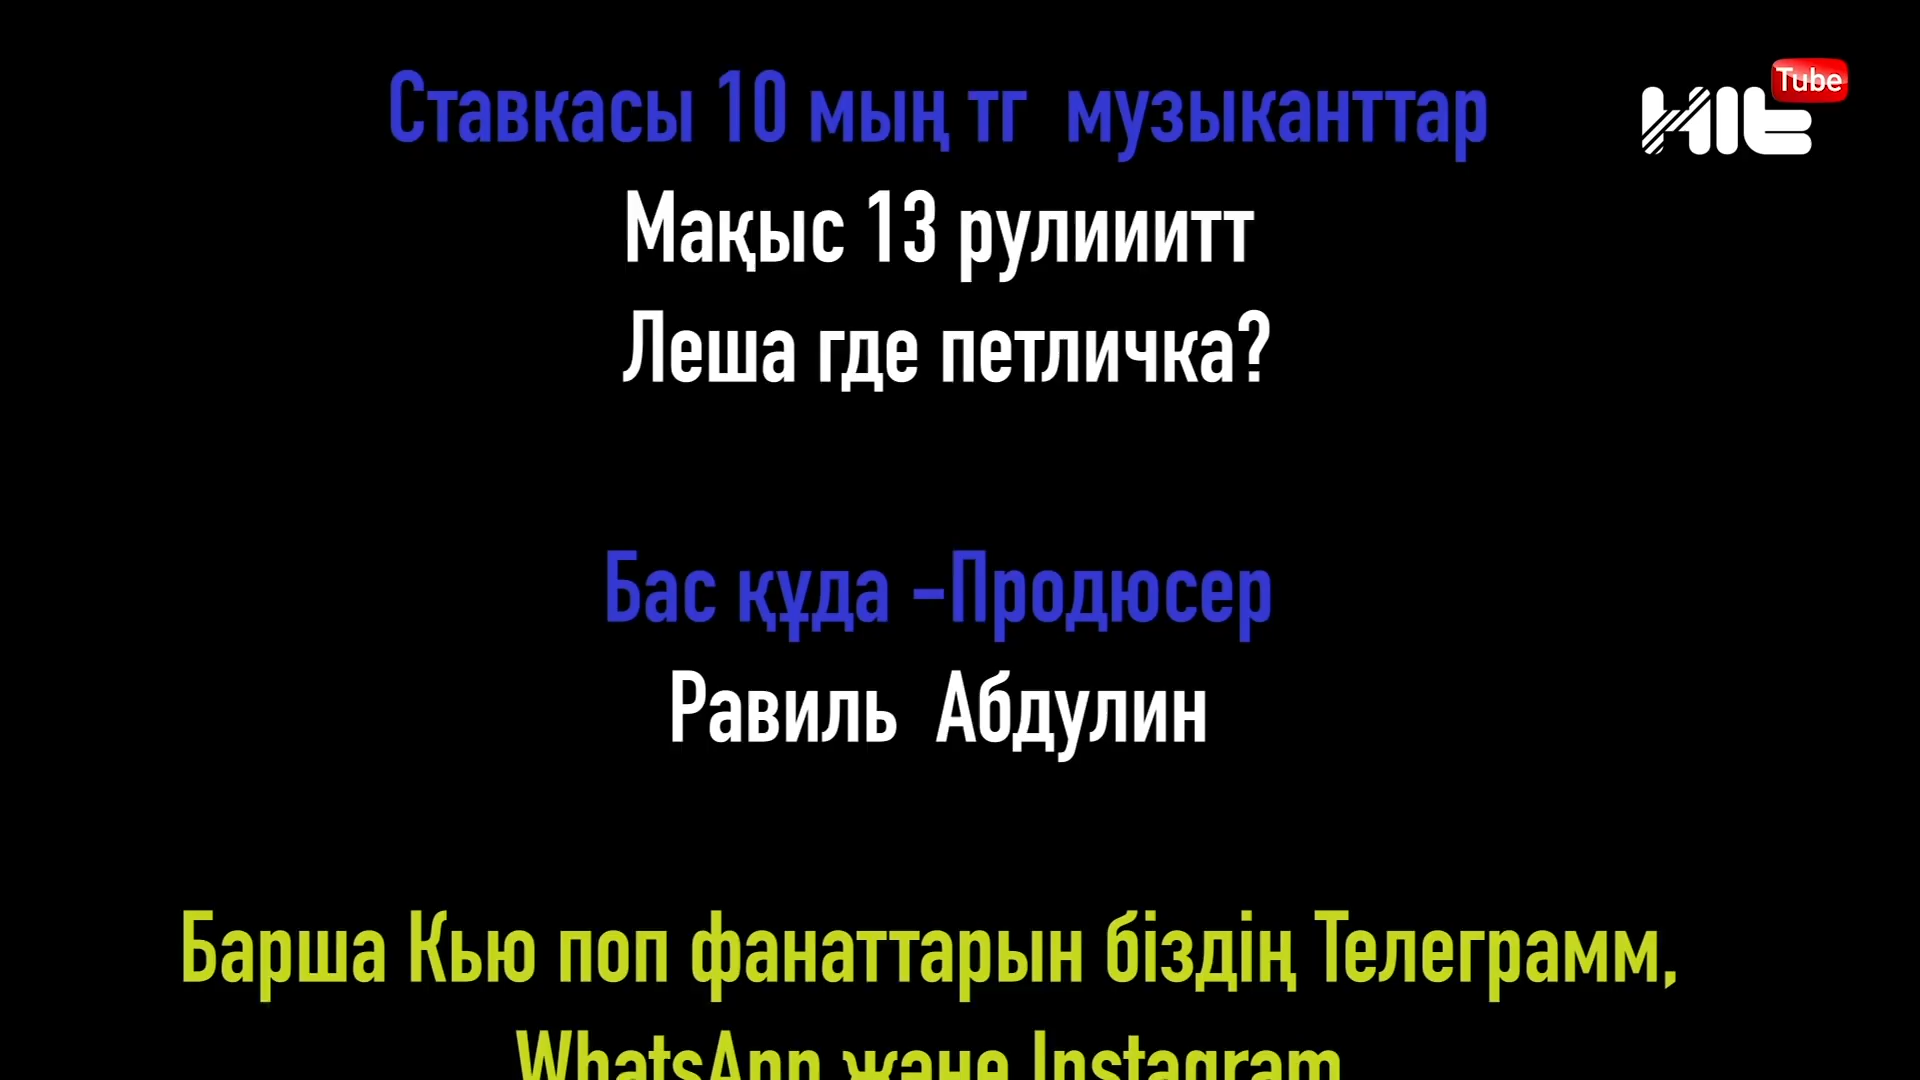 Ставкасы 10 мың тг музыканттар
Мақыс 13 рулиииитт
Леша где петличка?
Бас құда –Продюсер
Равиль Абдулин
Барша Кью поп фанаттарын біздің Телеграмм,
WhatsApp және Instagram
Hit Tube